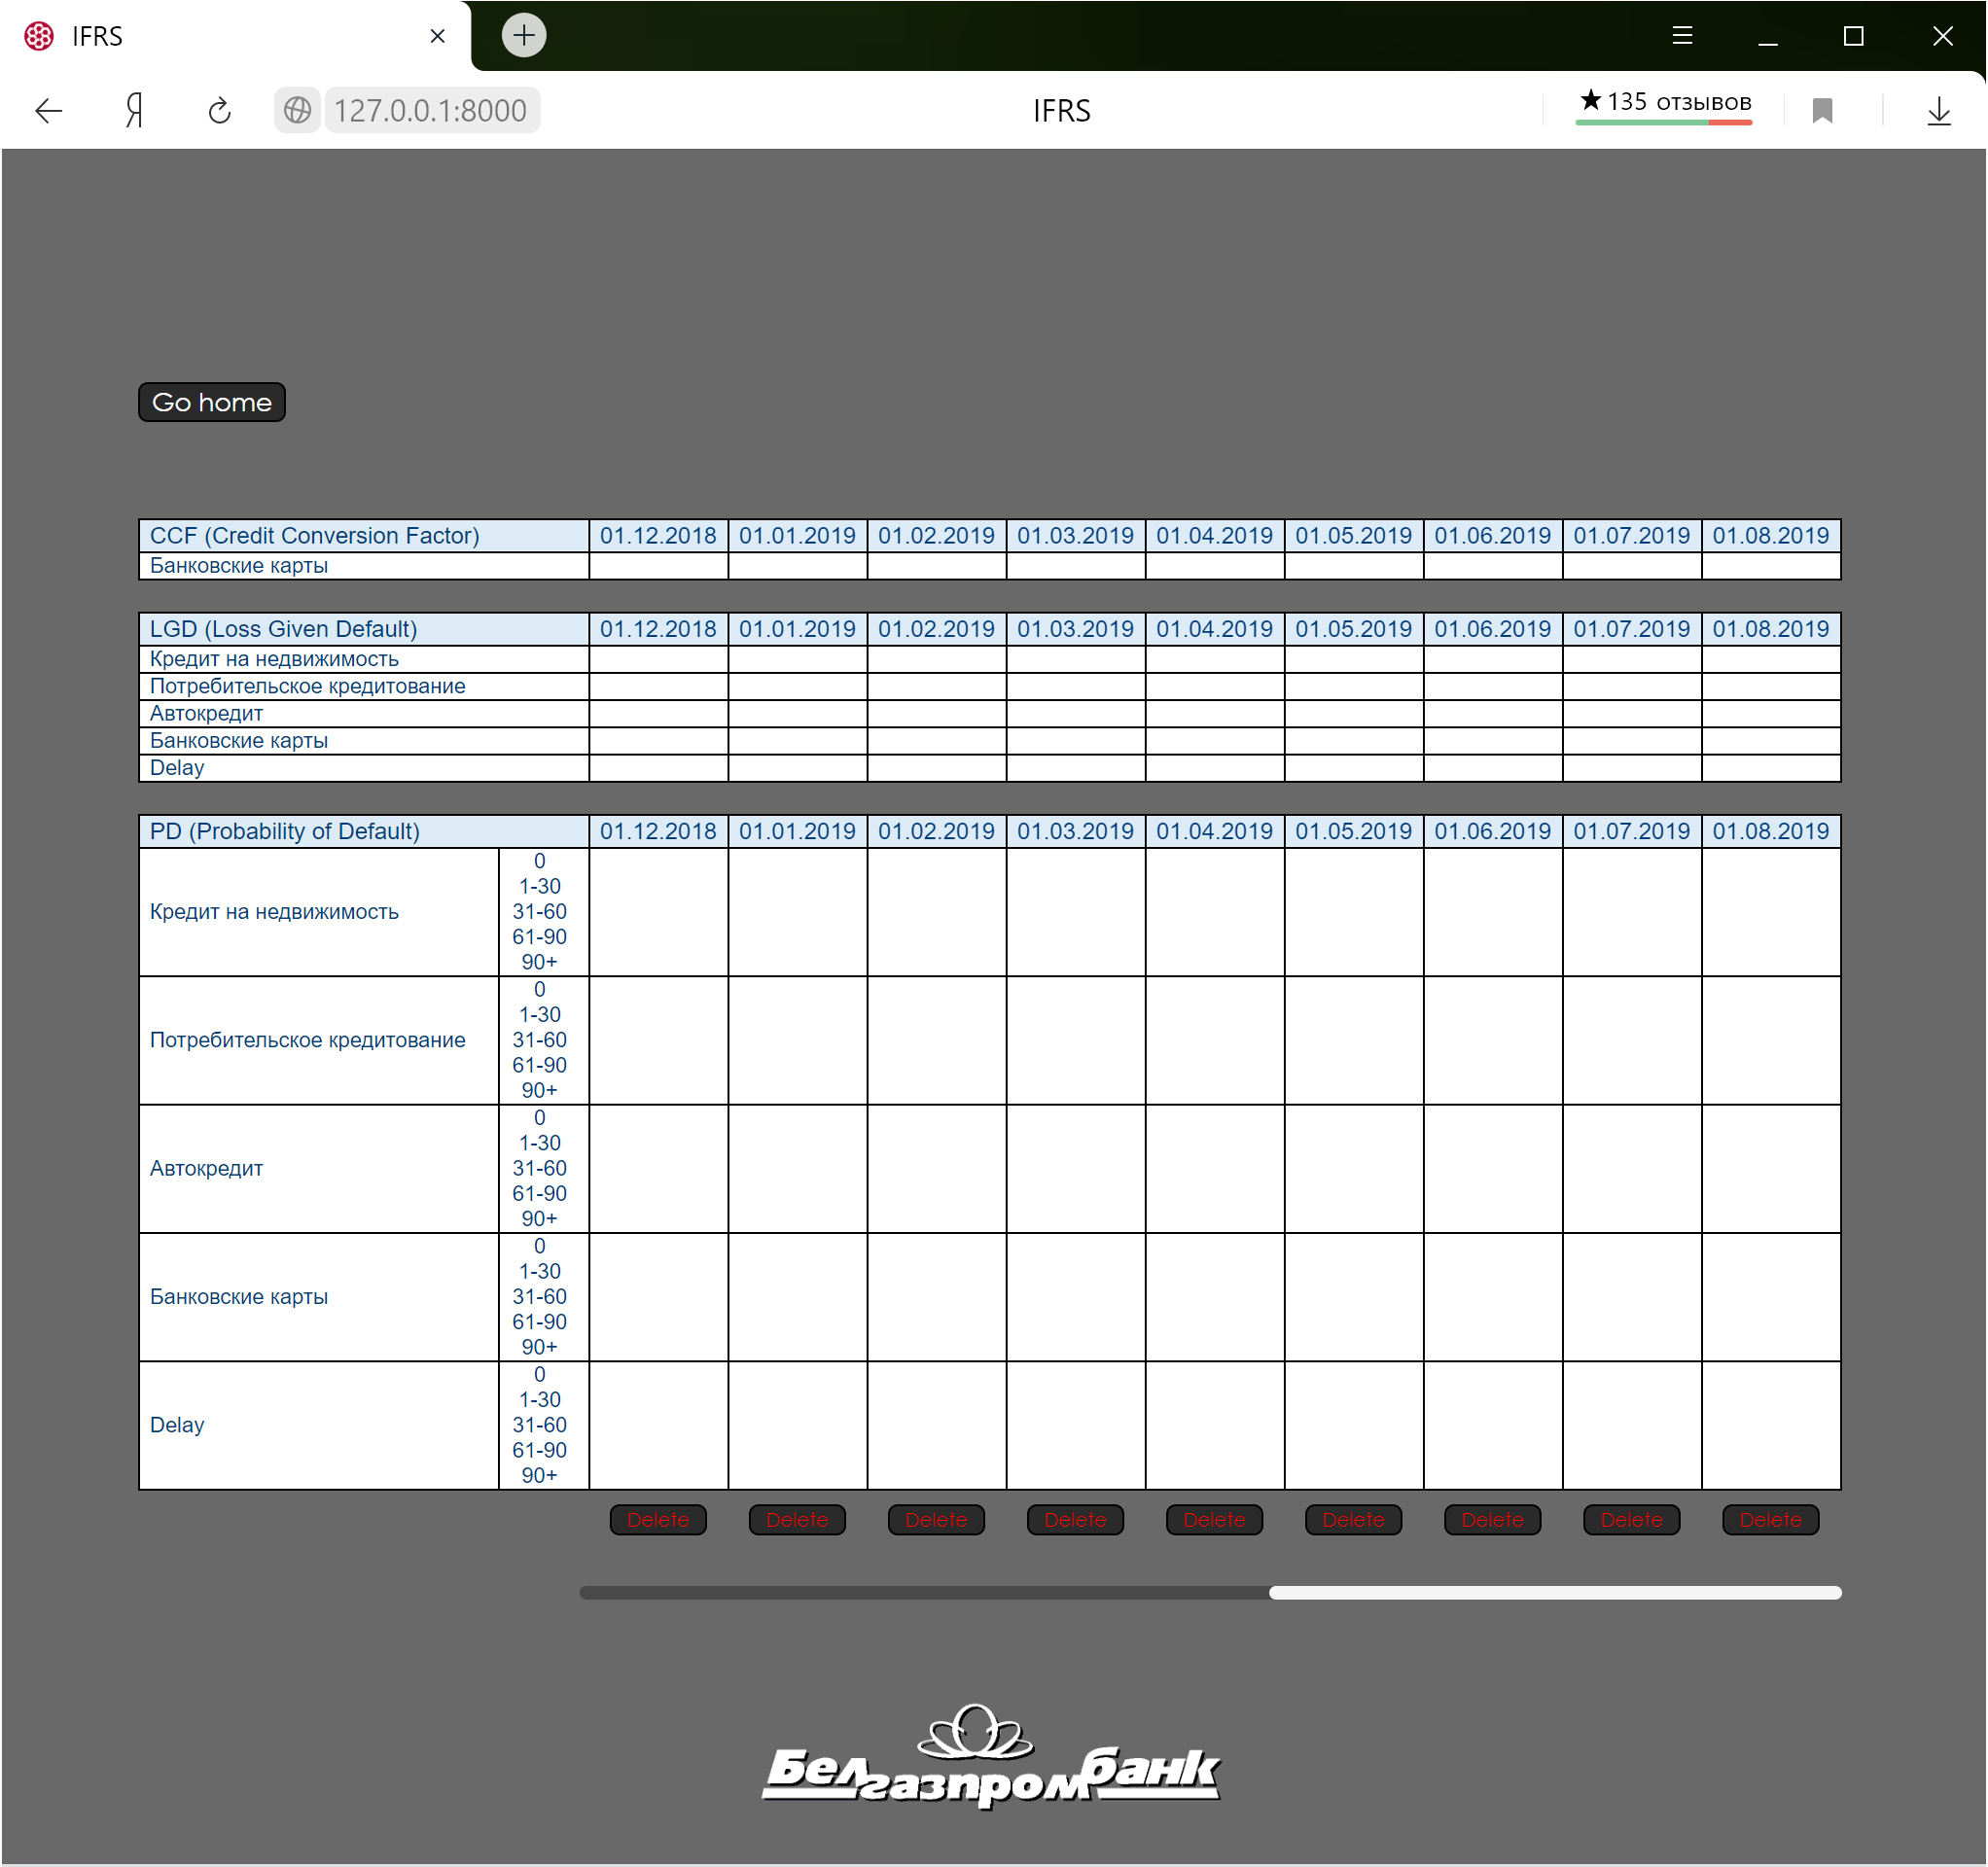 IFRS
Я
127.0.0.1:8000
IFRS
★135 отзывов
Go home
CCF (Credit Conversion Factor) 01.12.2018 01.01.2019 01.02.2019 01.03.2019 01.04.2019 01.05.2019 01.06.2019 01.07.2019 01.08.2019
Банковские карты
LGD (Loss Given Default) 01.12.2018 01.01.2019 01.02.2019 01.03.2019 01.04.2019 01.05.2019 01.06.2019 01.07.2019 01.08.2019
Кредит на недвижимость
Потребительское кредитование
Автокредит
Банковские карты
Delay
PD (Probability of Default) 01.12.2018 01.01.2019 01.02.2019 01.03.2019 01.04.2019 01.05.2019 01.06.2019 01.07.2019 01.08.2019
Кредит на недвижимость
0
1-30
31-60
61-90
90+
Потребительское кредитование
0
1-30
31-60
61-90
90+
Автокредит
0
1-30
31-60
61-90
90+
Банковские карты
0
1-30
31-60
61-90
90+
Delay
0
1-30
31-60
61-90
90+
Delete Delete Delete Delete Delete Delete Delete Delete Delete
Белгазпромбанк